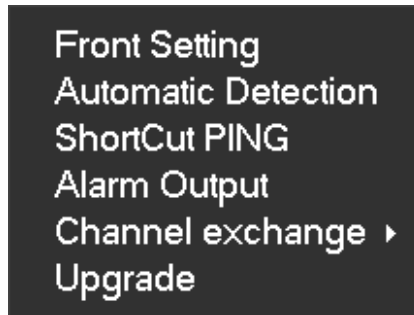 Front Setting
Automatic Detection
ShortCut PING
Alarm Output
Channel exchange
Upgrade